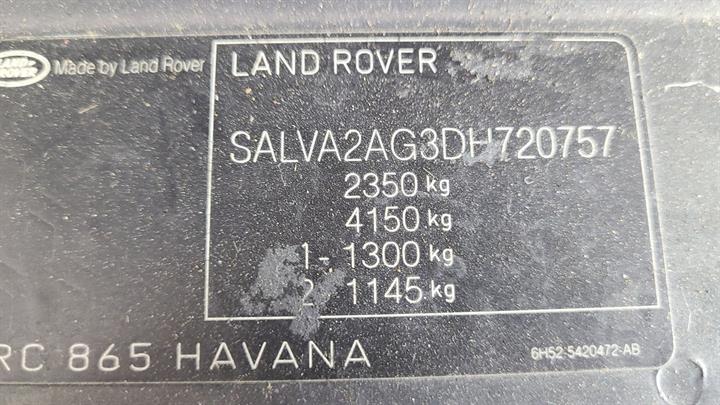 LAND ROVER
Made by Land Rover
LAND ROVER
SALVA2AG3DH720757
2350 kg
4150 kg
1 - 1300 kg
2 - 1145 kg
RC 865 HAVANA
6H52-5420472-AB